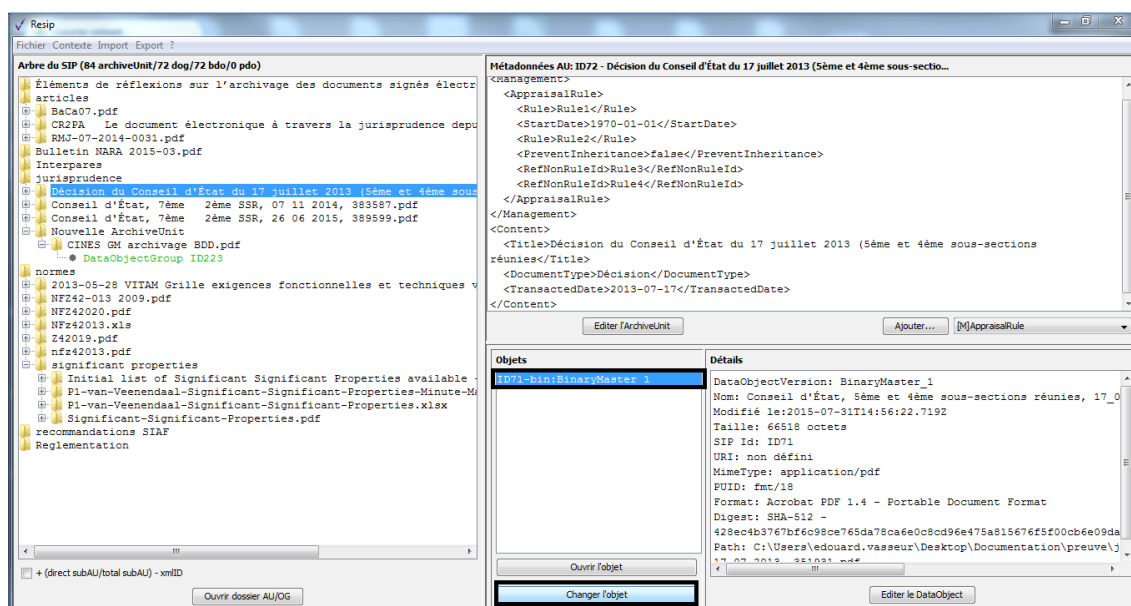 Resip
Fichier Contexte Import Export ?
Arbre du SIP (84 archiveUnit/72 dog/72 bdo/0 pdo)
Éléments de réflexions sur l'archivage des documents signés électr
articles
BaCa07.pdf
CR2PA Le document électronique à travers la jurisprudence depu
RMJ-07-2014-0031.pdf
Bulletin NARA 2015-03.pdf
Interpares
jurisprudence
Décision du Conseil d'État du 17 juillet 2013 (5ème et 4ème sous
Conseil d'État, 7ème 2ème SSR, 07 11 2014, 383587.pdf
Conseil d'État, 7ème 2ème SSR, 26 06 2015, 389599.pdf
Nouvelle ArchiveUnit
CINES GM archivage BDD.pdf
DataObjectGroup ID223
normes
2013-05-28 VITAM Grille exigences fonctionnelles et techniques v
NFZ42-013 2009.pdf
NFZ42020.pdf
NFz42013.xls
Z42019.pdf
nfz42013.pdf
significant properties
Initial list of Significant Significant Properties available -
P1-van-Veenendaal-Significant-Significant-Properties-Minute-Ma
P1-van-Veenendaal-Significant-Significant-Properties.xlsx
Significant-Significant-Properties.pdf
recommandations SIAF
Reglementation
+ (direct subAU/total subAU) - xmlID
Ouvrir dossier AU/OG
Métadonnées AU: ID72 - Décision du Conseil d'État du 17 juillet 2013 (5ème et 4ème sous-sectio...
<Management>
<AppraisalRule>
<Rule>Rule1</Rule>
<StartDate>1970-01-01</StartDate>
<Rule>Rule2</Rule>
<PreventInheritance>false</PreventInheritance>
<RefNonRuleId>Rule3</RefNonRuleId>
<RefNonRuleId>Rule4</RefNonRuleId>
</AppraisalRule>
</Management>
<Content>
<Title>Décision du Conseil d'État du 17 juillet 2013 (5ème et 4ème sous-sections
réunies</Title>
<DocumentType>Décision</DocumentType>
<TransactedDate>2013-07-17</TransactedDate>
</Content>
Editer l'ArchiveUnit
Ajouter...
[M]AppraisalRule
Objets
ID71-bin:BinaryMaster_1
Ouvrir l'objet
Changer l'objet
Détails
DataObjectVersion: BinaryMaster_1
Nom: Conseil d'État, 5ème et 4ème sous-sections réunies, 17_0
Modifié le:2015-07-31T14:56:22.719Z
Taille: 66518 octets
SIP Id: ID71
URI: non défini
MimeType: application/pdf
PUID: fmt/18
Format: Acrobat PDF 1.4 - Portable Document Format
Digest: SHA-512 -
428ec4b3767bf6c98ce765da78ca6e0c8cd96e475a815676f5f00cb6e09da
Path: C:\Users\edouard.vasseur\Desktop\Documentation\preuve\j
17-07-2013, 351931.pdf
Editer le DataObject